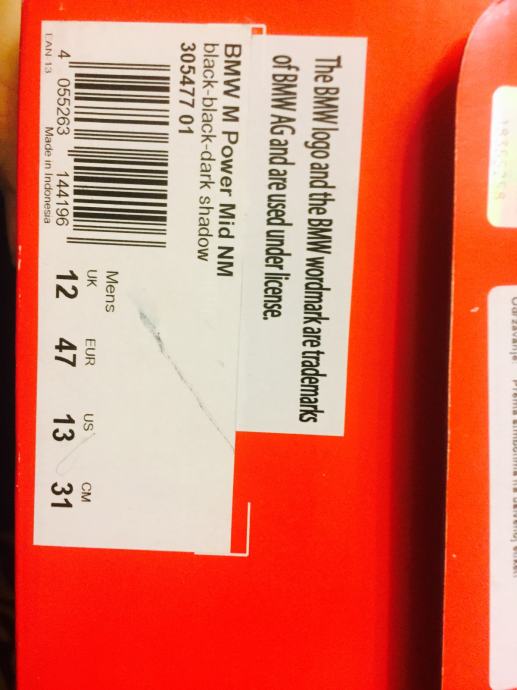 The BMW logo and the BMW wordmark are trademarks
of BMW AG and are used under license.
BMW M Power Mid NM
black-black-dark shadow
305477 01
4 055263 144196
EAN 13
Made in Indonesia
Mens
UK EUR US CM
12 47 13 31